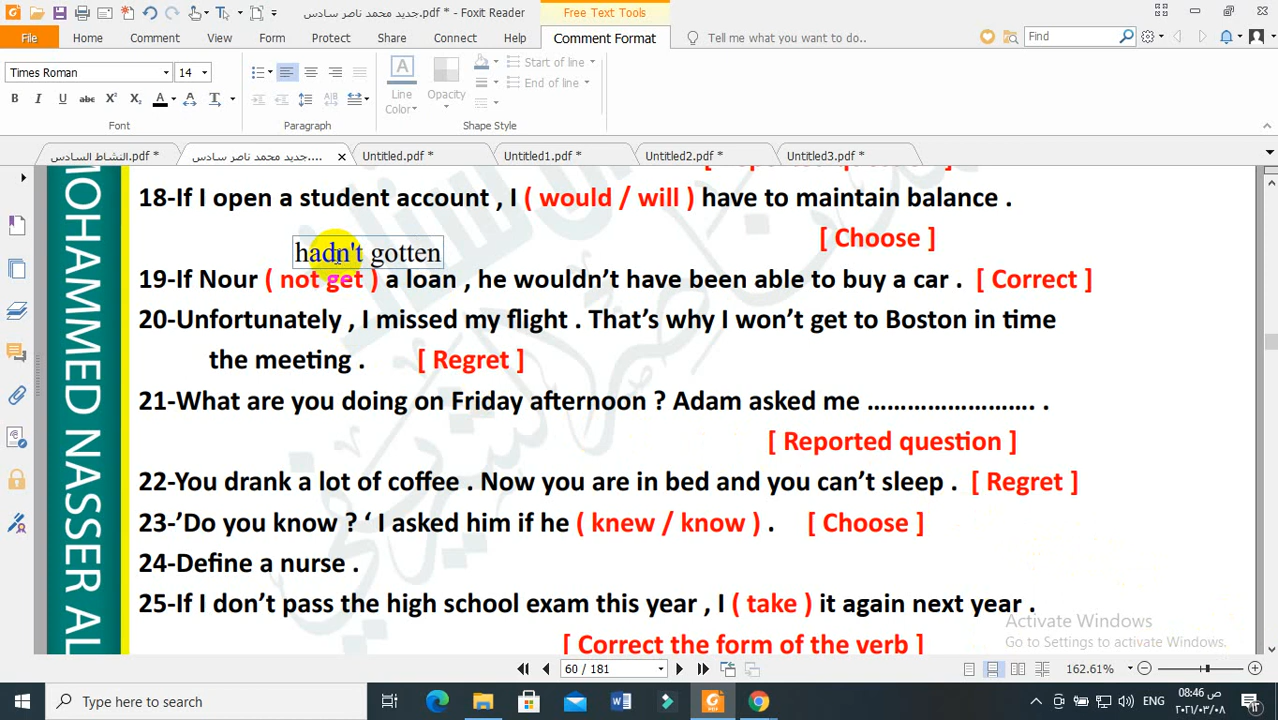 جديد محمد ناصر سادس.pdf * - Foxit Reader
Free Text Tools
File
Home
Comment
View
Form
Protect
Share
Connect
Help
Comment Format
Tell me what you want to do..
Find
Times Roman
14
Start of line
End of line
Line Color
Opacity
Font
Paragraph
Shape Style
النشاط السادس.pdf *
جديد محمد ناصر سادس....
Untitled.pdf *
Untitled1.pdf *
Untitled2.pdf *
Untitled3.pdf *
MOHAMMED NASSER AL
18-If I open a student account , I ( would / will ) have to maintain balance .
[ Choose ]
hadn't gotten
19-If Nour ( not get ) a loan , he wouldn’t have been able to buy a car . [ Correct ]
20-Unfortunately , I missed my flight . That’s why I won’t get to Boston in time
the meeting . [ Regret ]
21-What are you doing on Friday afternoon ? Adam asked me ……………………. .
[ Reported question ]
22-You drank a lot of coffee . Now you are in bed and you can’t sleep . [ Regret ]
23-’Do you know ? ‘ I asked him if he ( knew / know ) . [ Choose ]
24-Define a nurse .
25-If I don’t pass the high school exam this year , I ( take ) it again next year .
[ Correct the form of the verb ]
Activate Windows
Go to Settings to activate Windows.
60 / 181
162.61%
Type here to search
ENG
08:46 ص
٢٠٢١/٠٣/٠٨